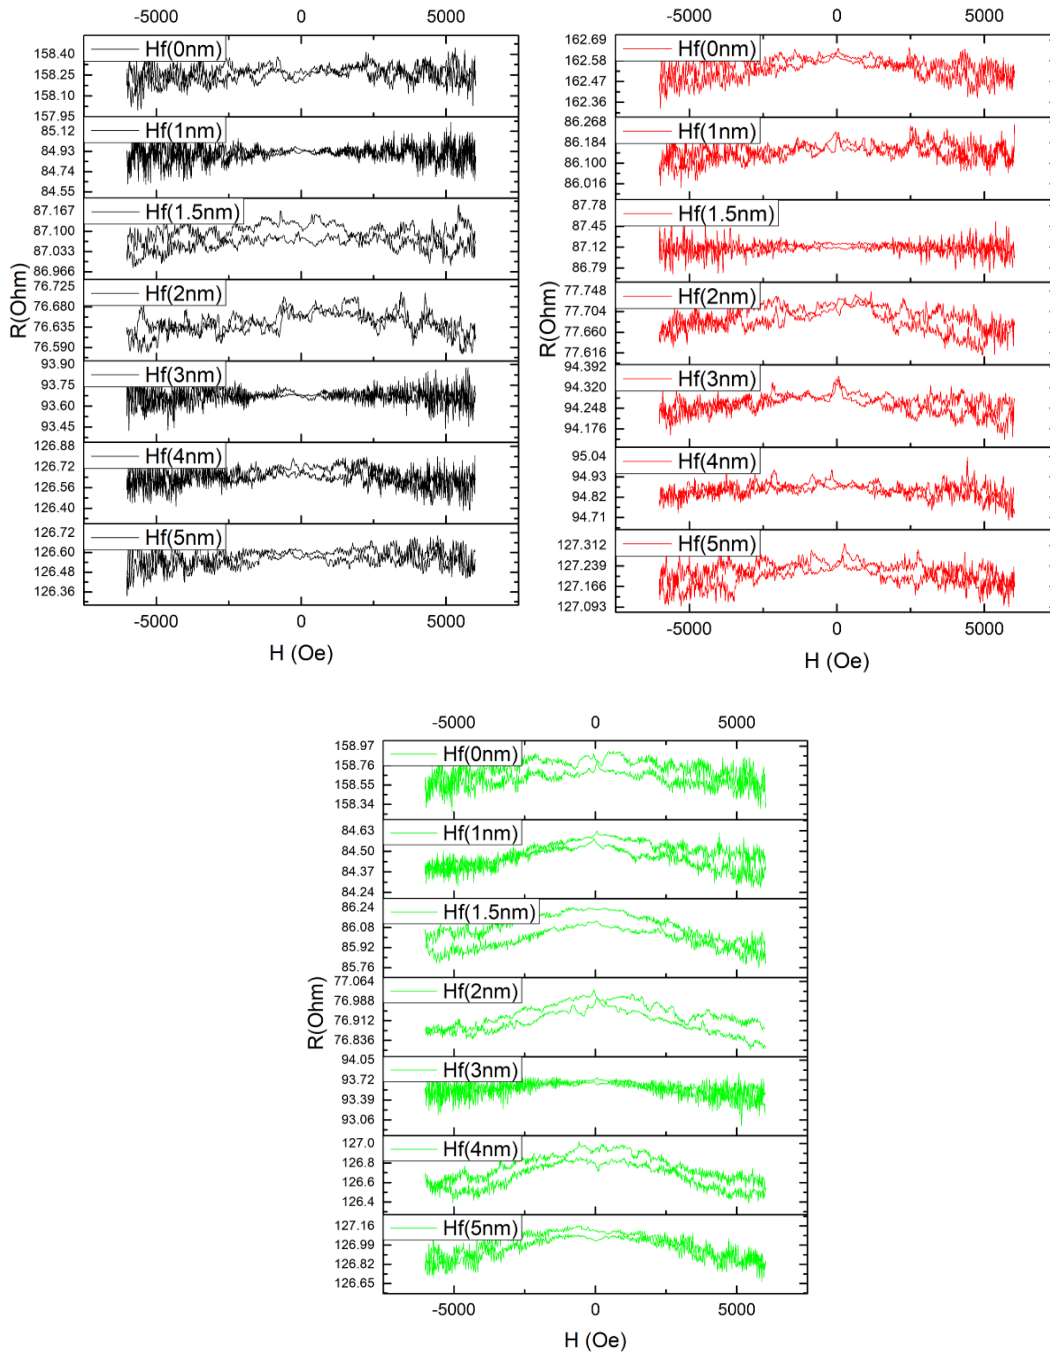 -5000 0 5000
Hf(0nm)
158.40
158.25
158.10
157.95
Hf(1nm)
85.12
84.93
84.74
84.55
Hf(1.5nm)
87.167
87.100
87.033
86.966
Hf(2nm)
76.725
76.680
76.635
76.590
Hf(3nm)
93.90
93.75
93.60
93.45
Hf(4nm)
126.88
126.72
126.56
126.40
Hf(5nm)
126.72
126.60
126.48
126.36
R(Ohm)
-5000 0 5000
H (Oe)
-5000 0 5000
Hf(0nm)
162.69
162.58
162.47
162.36
Hf(1nm)
86.268
86.184
86.100
86.016
Hf(1.5nm)
87.78
87.45
87.12
86.79
Hf(2nm)
77.748
77.704
77.660
77.616
Hf(3nm)
94.392
94.320
94.248
94.176
Hf(4nm)
95.04
94.93
94.82
94.71
Hf(5nm)
127.312
127.239
127.166
127.093
R(Ohm)
-5000 0 5000
H (Oe)
-5000 0 5000
Hf(0nm)
158.97
158.76
158.55
158.34
Hf(1nm)
84.63
84.50
84.37
84.24
Hf(1.5nm)
86.24
86.08
85.92
85.76
Hf(2nm)
77.064
76.988
76.912
76.836
Hf(3nm)
94.05
93.72
93.39
93.06
Hf(4nm)
127.0
126.8
126.6
126.4
Hf(5nm)
127.16
126.99
126.82
126.65
R(Ohm)
-5000 0 5000
H (Oe)